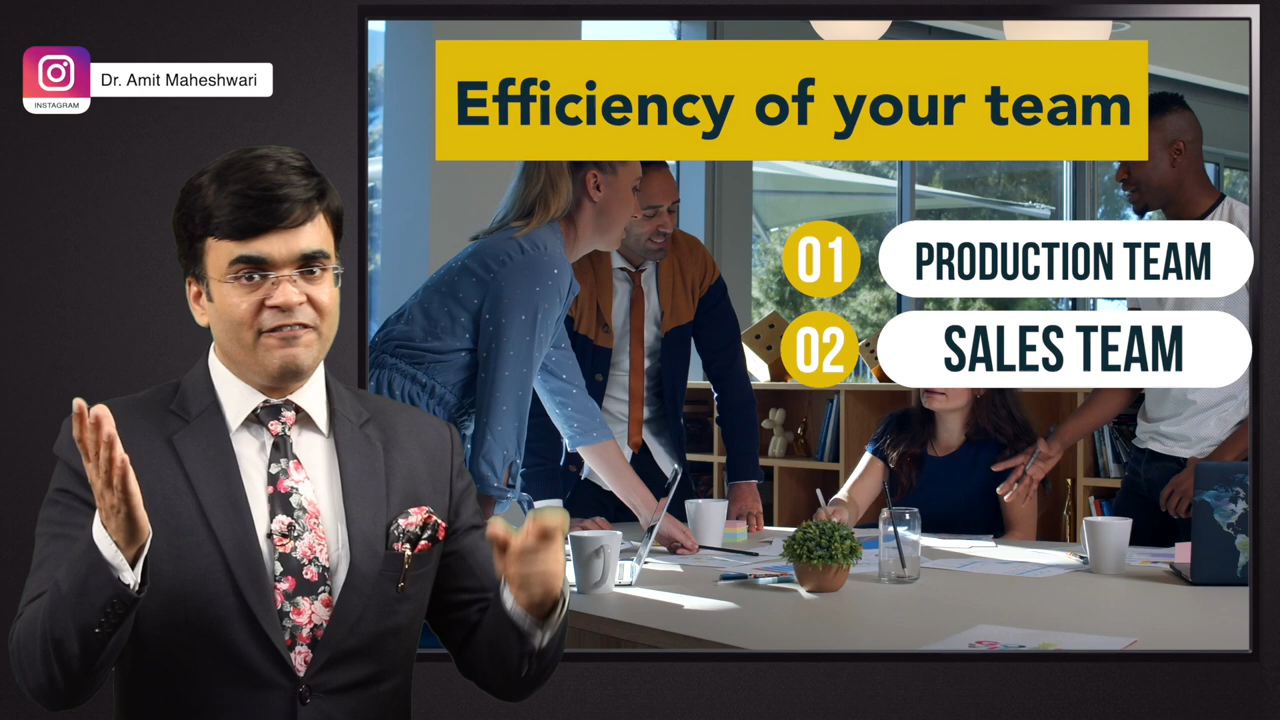 INSTAGRAM
Dr. Amit Maheshwari
Efficiency of your team
01 PRODUCTION TEAM
02 SALES TEAM